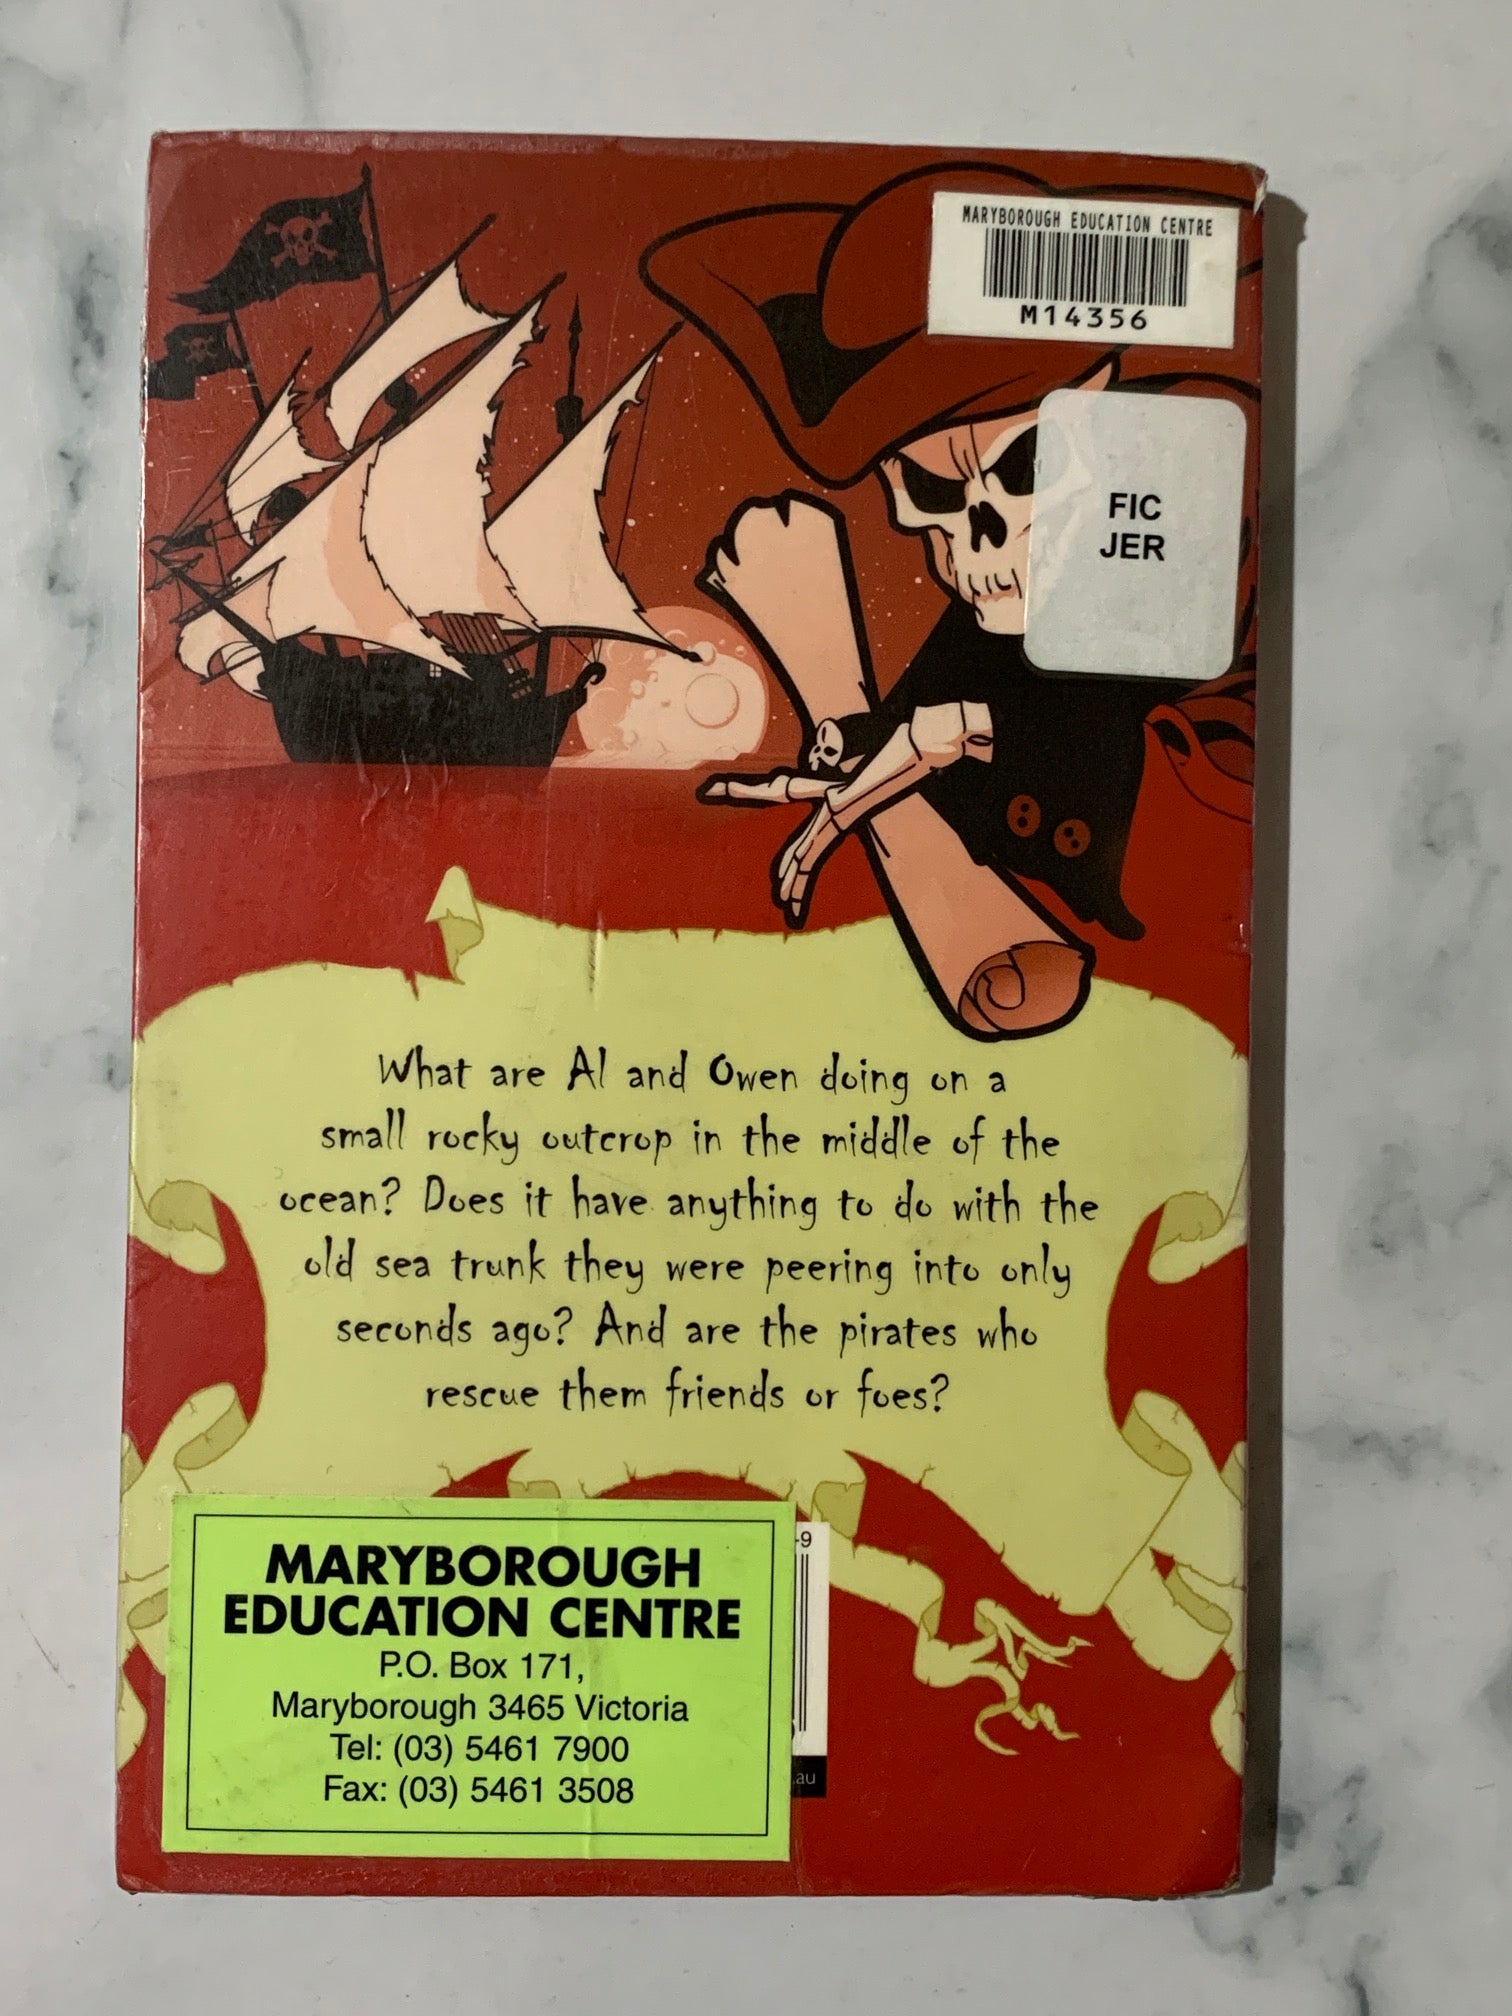 MARYBOROUGH EDUCATION CENTRE
M14356
FIC
JER
What are Al and Owen doing on a
small rocky outcrop in the middle of the
ocean? Does it have anything to do with the
old sea trunk they were peering into only
seconds ago? And are the pirates who
rescue them friends or foes?
-9
MARYBOROUGH
EDUCATION CENTRE
P.O. Box 171,
Maryborough 3465 Victoria
Tel: (03) 5461 7900
Fax: (03) 5461 3508
.au